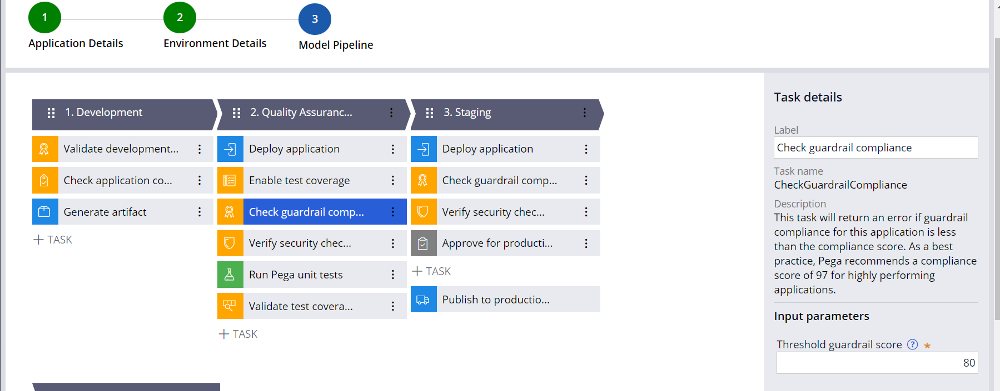 1
2
3
Application Details
Environment Details
Model Pipeline
1. Development
Validate development...
Check application co...
Generate artifact
TASK
2. Quality Assuranc...
Deploy application
Enable test coverage
Check guardrail comp...
Verify security chec...
Run Pega unit tests
Validate test covera...
TASK
3. Staging
Deploy application
Check guardrail comp...
Verify security chec...
Approve for producti...
TASK
Publish to productio...
Task details
Label
Check guardrail compliance
Task name
CheckGuardrailCompliance
Description
This task will return an error if guardrail
compliance for this application is less
than the compliance score. As a best
practice, Pega recommends a compliance
score of 97 for highly performing
applications.
Input parameters
Threshold guardrail score ? *
80